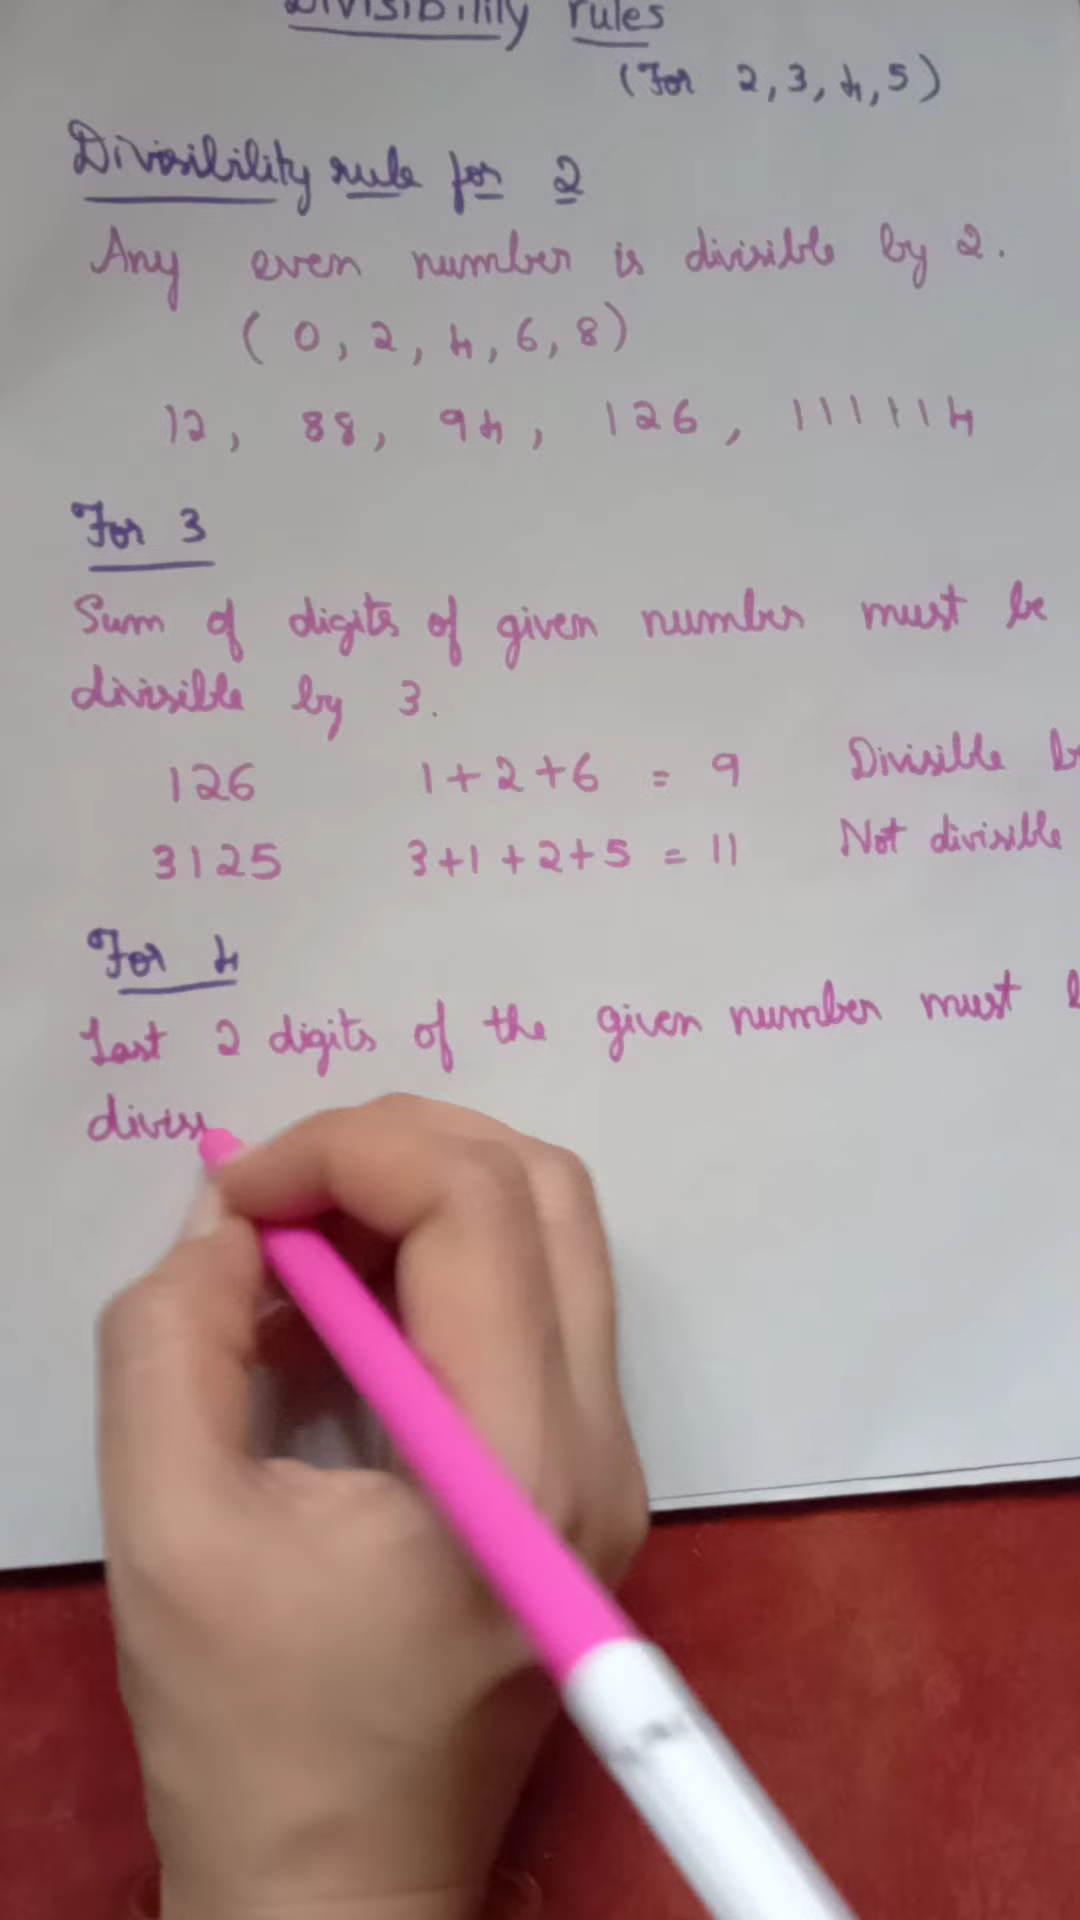 Divisibility rules
(For 2, 3, 4, 5)
Divisibility rule for 2
Any even number is divisible by 2.
(0, 2, 4, 6, 8)
12, 88, 94, 126, 111114
For 3
Sum of digits of given number must be
divisible by 3.
126 1+2+6 = 9 Divisible
3125 3+1+2+5 = 11 Not divisible
For 4
Last 2 digits of the given number must